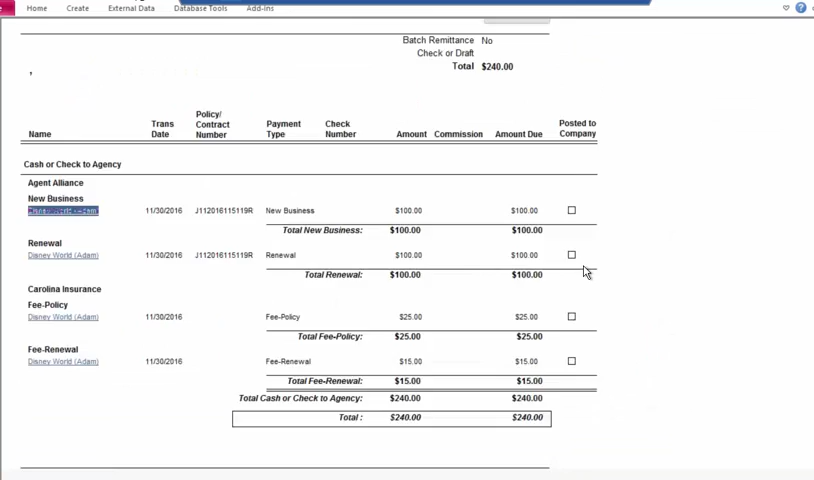 Home Create External Data Database Tools Add-Ins
Batch Remittance No
Check or Draft
Total $240.00
,
Name Trans Date Policy/ Contract Number Payment Type Check Number Amount Commission Amount Due Posted to Company
Cash or Check to Agency
Agent Alliance
New Business
11/30/2016 J112016115119R New Business $100.00 $100.00
Total New Business: $100.00 $100.00
Renewal
Disney World (Adam) 11/30/2016 J112016115119R Renewal $100.00 $100.00
Total Renewal: $100.00 $100.00
Carolina Insurance
Fee-Policy
Disney World (Adam) 11/30/2016 Fee-Policy $25.00 $25.00
Total Fee-Policy: $25.00 $25.00
Fee-Renewal
Disney World (Adam) 11/30/2016 Fee-Renewal $15.00 $15.00
Total Fee-Renewal: $15.00 $15.00
Total Cash or Check to Agency: $240.00 $240.00
Total : $240.00 $240.00